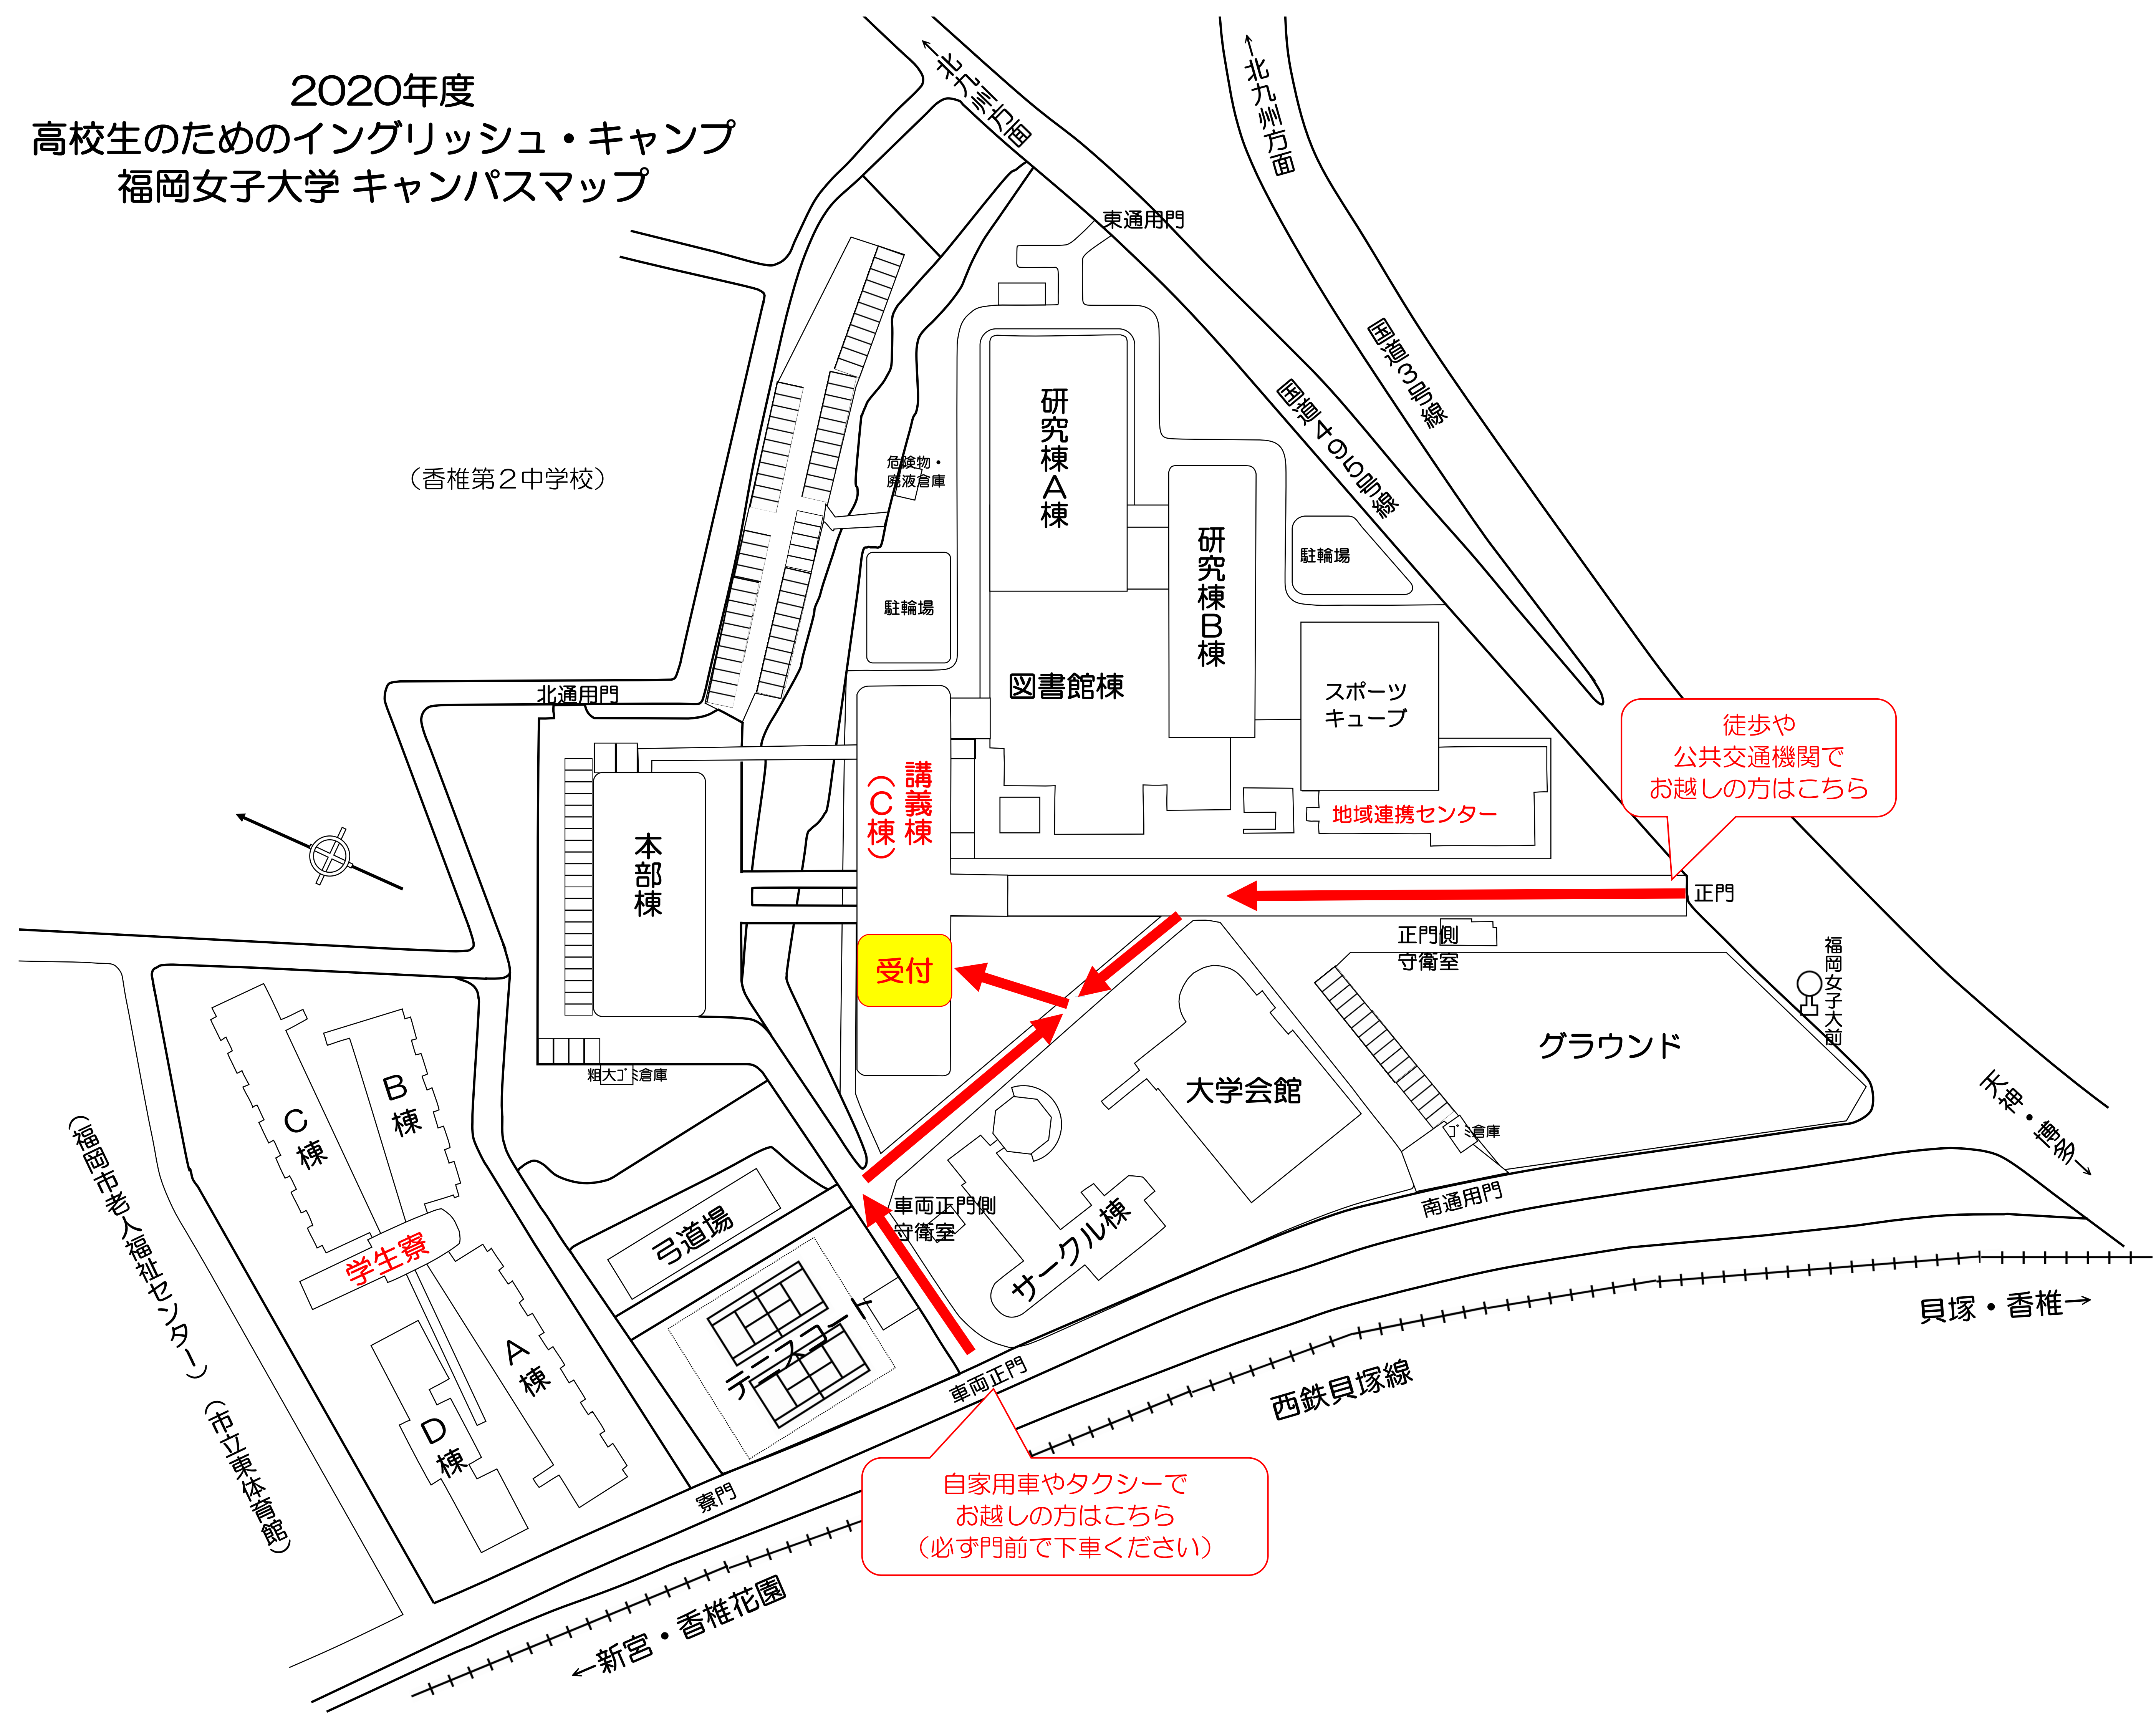 2020年度
高校生のためのイングリッシュ・キャンプ
福岡女子大学 キャンパスマップ
←北九州方面
←北九州方面
東通用門
国道3号線
国道495号線
(香椎第2中学校)
危険物・
廃液倉庫
研究棟A棟
研究棟B棟
駐輪場
駐輪場
図書館棟
スポーツ
キューブ
北通用門
徒歩や
公共交通機関で
お越しの方はこちら
講義棟
(C棟)
地域連携センター
本部棟
正門
正門側
守衛室
受付
福岡女子大前
グラウンド
大学会館
粗大ゴミ倉庫
ゴミ倉庫
天神・博多→
B棟
C棟
(福岡市老人福祉センター)
学生寮
弓道場
車両正門側
守衛室
サークル棟
南通用門
テニスコート
A棟
D棟
車両正門
貝塚・香椎→
西鉄貝塚線
(市立東体育館)
寮門
自家用車やタクシーで
お越しの方はこちら
(必ず門前で下車ください)
←新宮・香椎花園